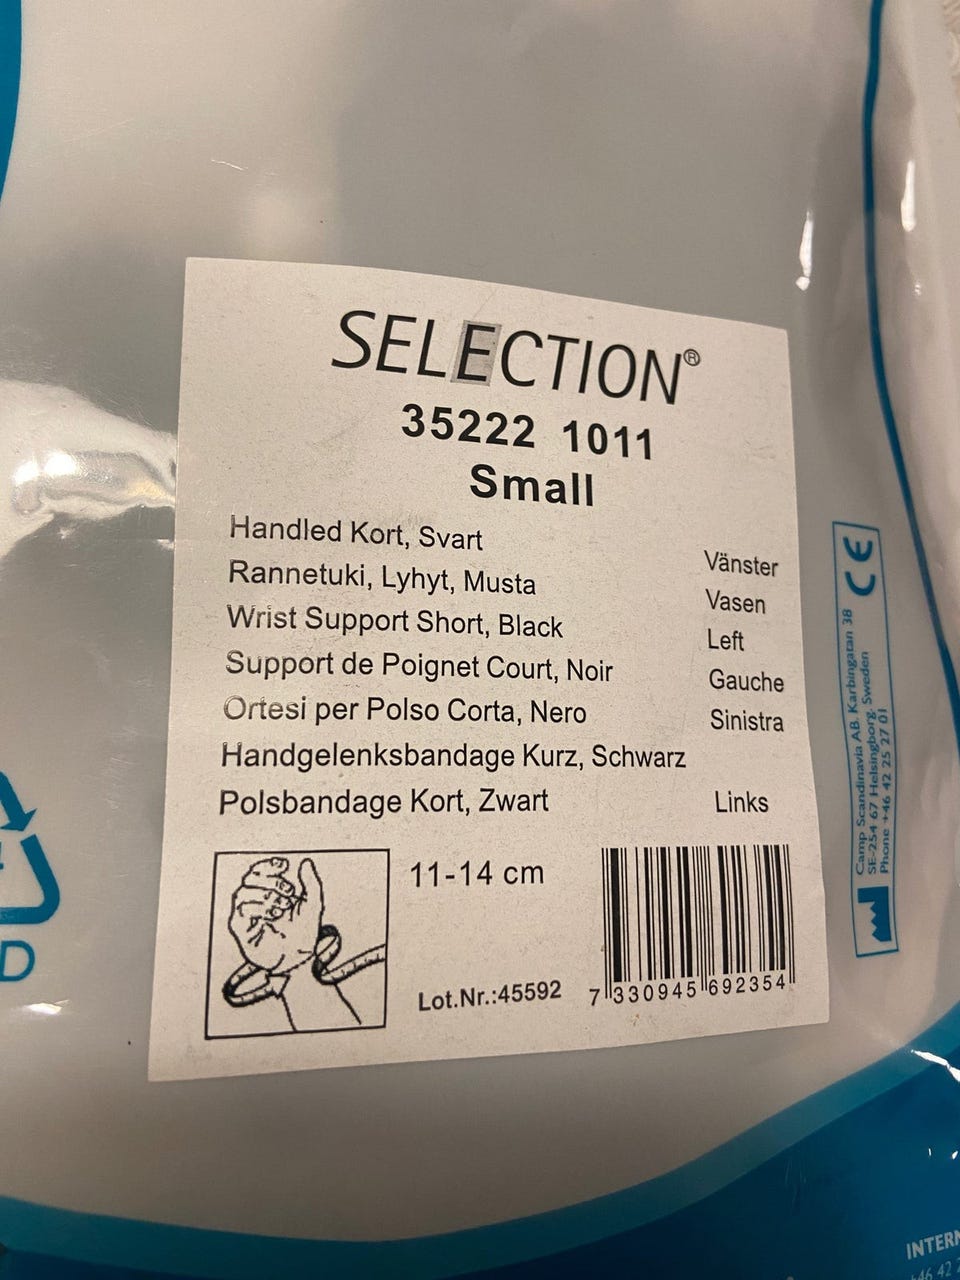 SELECTION®
35222 1011
Small
Handled Kort, Svart
Rannetuki, Lyhyt, Musta
Wrist Support Short, Black
Support de Poignet Court, Noir
Ortesi per Polso Corta, Nero
Handgelenksbandage Kurz, Schwarz
Polsbandage Kort, Zwart
Vänster
Vasen
Left
Gauche
Sinistra
Links
11-14 cm
Lot.Nr.:45592
7 330945 692354
CE
Camp Scandinavia AB. Karbingatan 38
SE-254 67 Helsingborg. Sweden
Phone +46 42 25 27 01
D
INTERN
+46 42 2